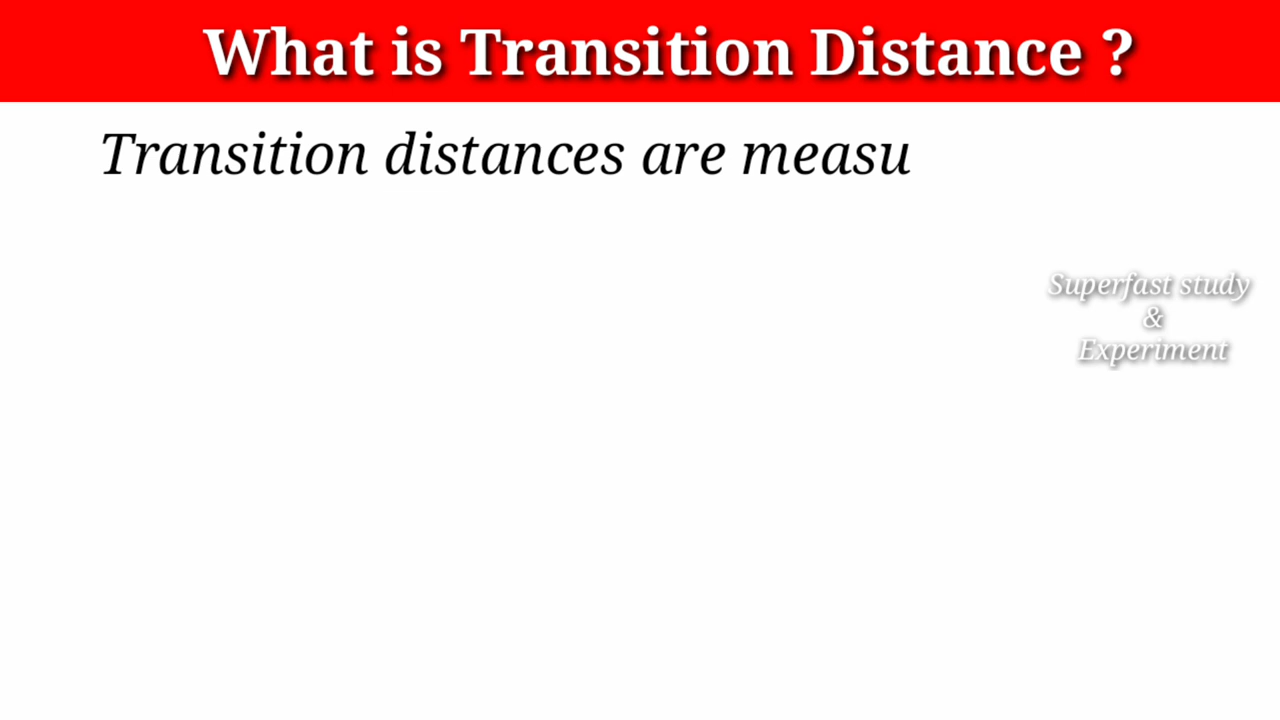 What is Transition Distance ?
Transition distances are measu
Superfast study
&
Experiment